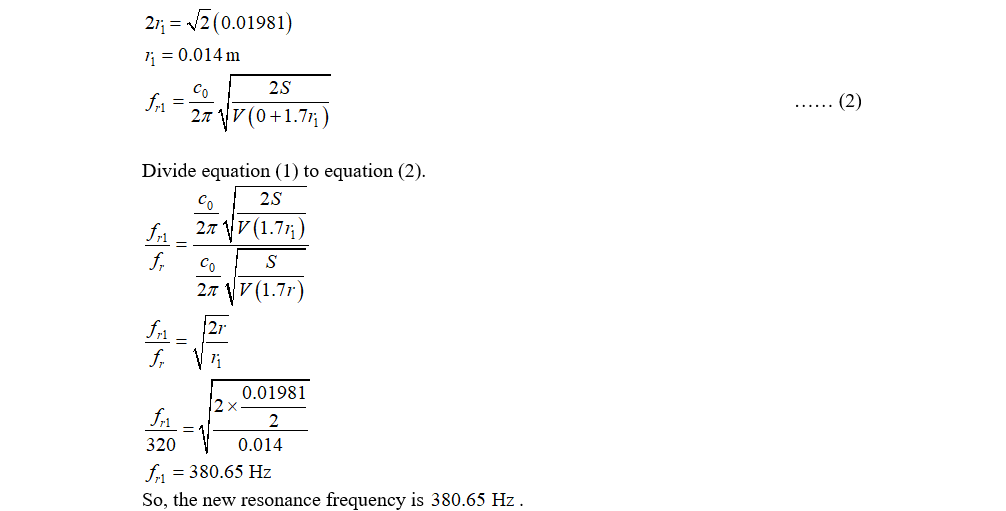 2r₁ = √2(0.01981)
r₁ = 0.014 m
f_r1 = c₀/2π √(2S/V(0+1.7r₁)) ...... (2)
Divide equation (1) to equation (2).
f_r1/f_r = (c₀/2π √(2S/V(1.7r₁)))/(c₀/2π √(S/V(1.7r)))
f_r1/f_r = √(2r/r₁)
f_r1/320 = √((2×0.01981/2)/0.014)
f_r1 = 380.65 Hz
So, the new resonance frequency is 380.65 Hz .